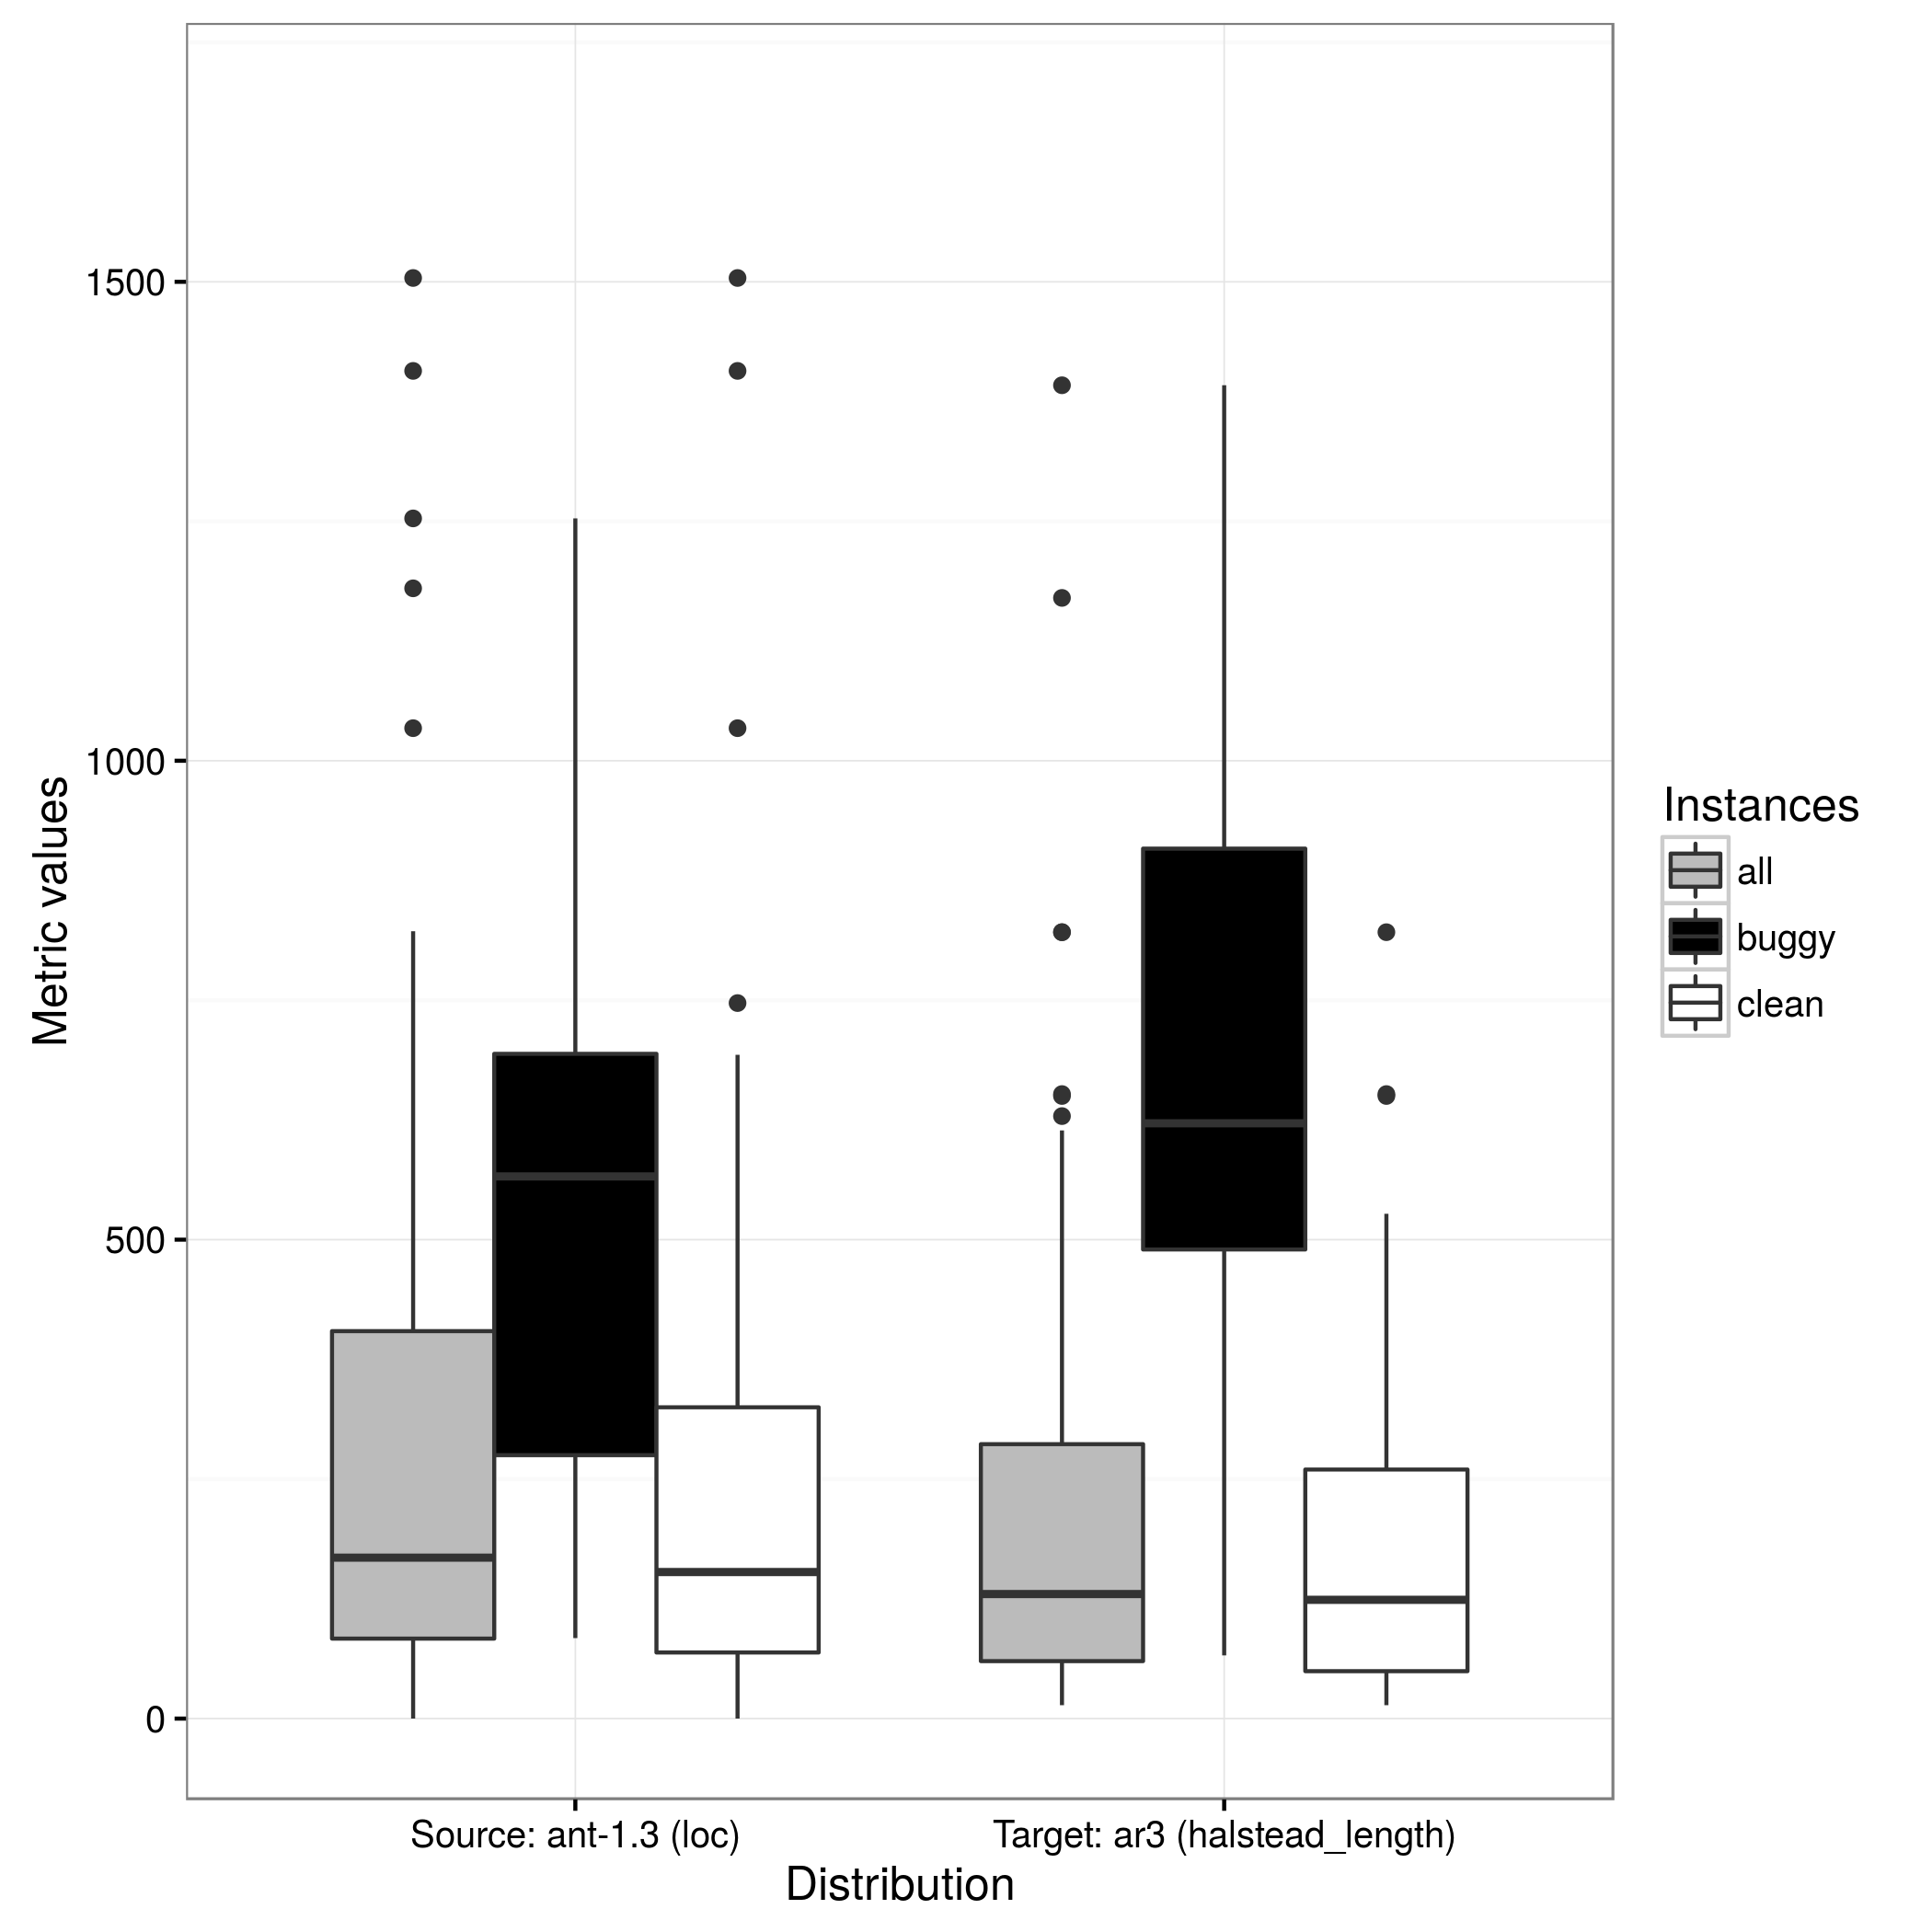 Metric values
1500
1000
500
0
Source: ant-1.3 (loc)
Target: ar3 (halstead_length)
Distribution
Instances
all
buggy
clean